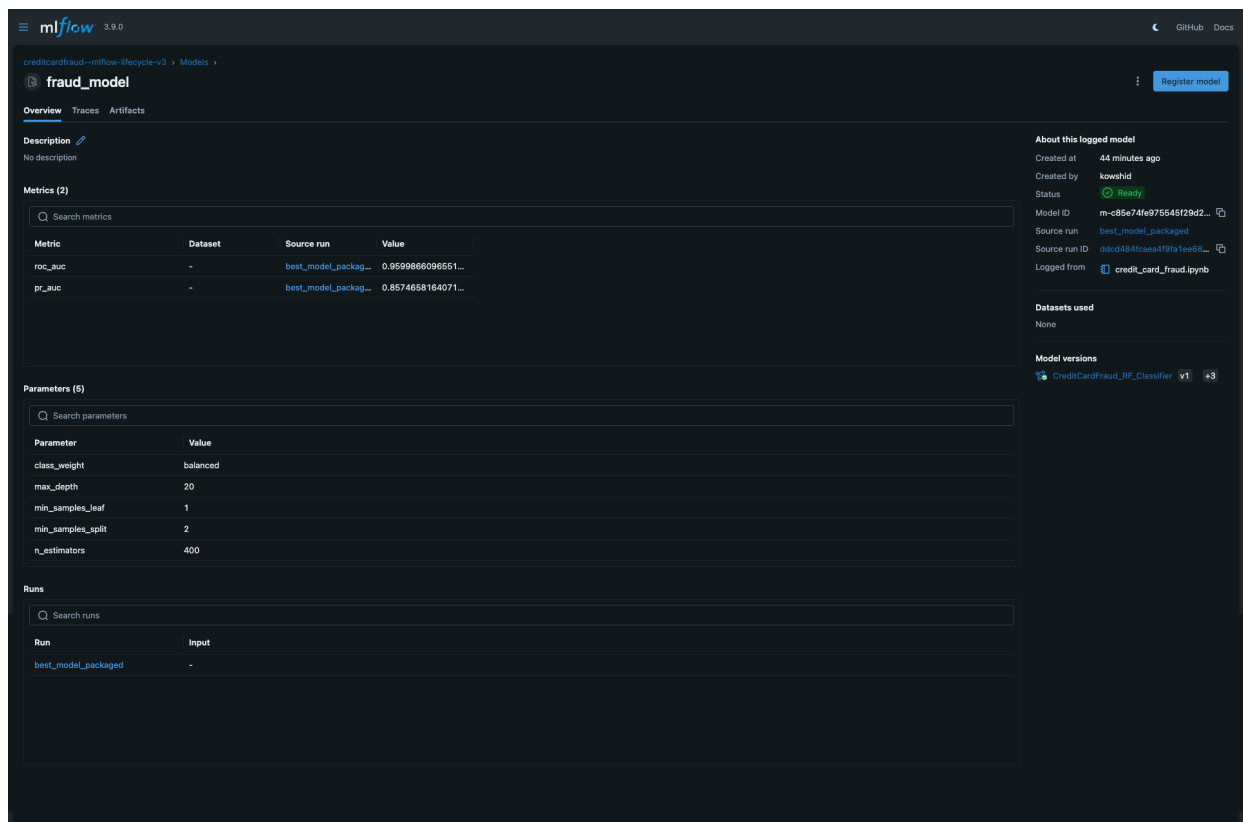 mlflow 3.9.0 GitHub Docs
creditcardfraud--mlflow-lifecycle-v3 › Models ›
fraud_model
Register model
Overview Traces Artifacts
Description
No description
Metrics (2)
Search metrics
Metric Dataset Source run Value
roc_auc - best_model_packag... 0.9599866096551...
pr_auc - best_model_packag... 0.8574658164071...
Parameters (5)
Search parameters
Parameter Value
class_weight balanced
max_depth 20
min_samples_leaf 1
min_samples_split 2
n_estimators 400
Runs
Search runs
Run Input
best_model_packaged -
About this logged model
Created at 44 minutes ago
Created by kowshid
Status Ready
Model ID m-c85e74fe975545f29d2...
Source run best_model_packaged
Source run ID ddcd484fcaea4f9fa1ee68...
Logged from credit_card_fraud.ipynb
Datasets used
None
Model versions
CreditCardFraud_RF_Classifier v1 +3